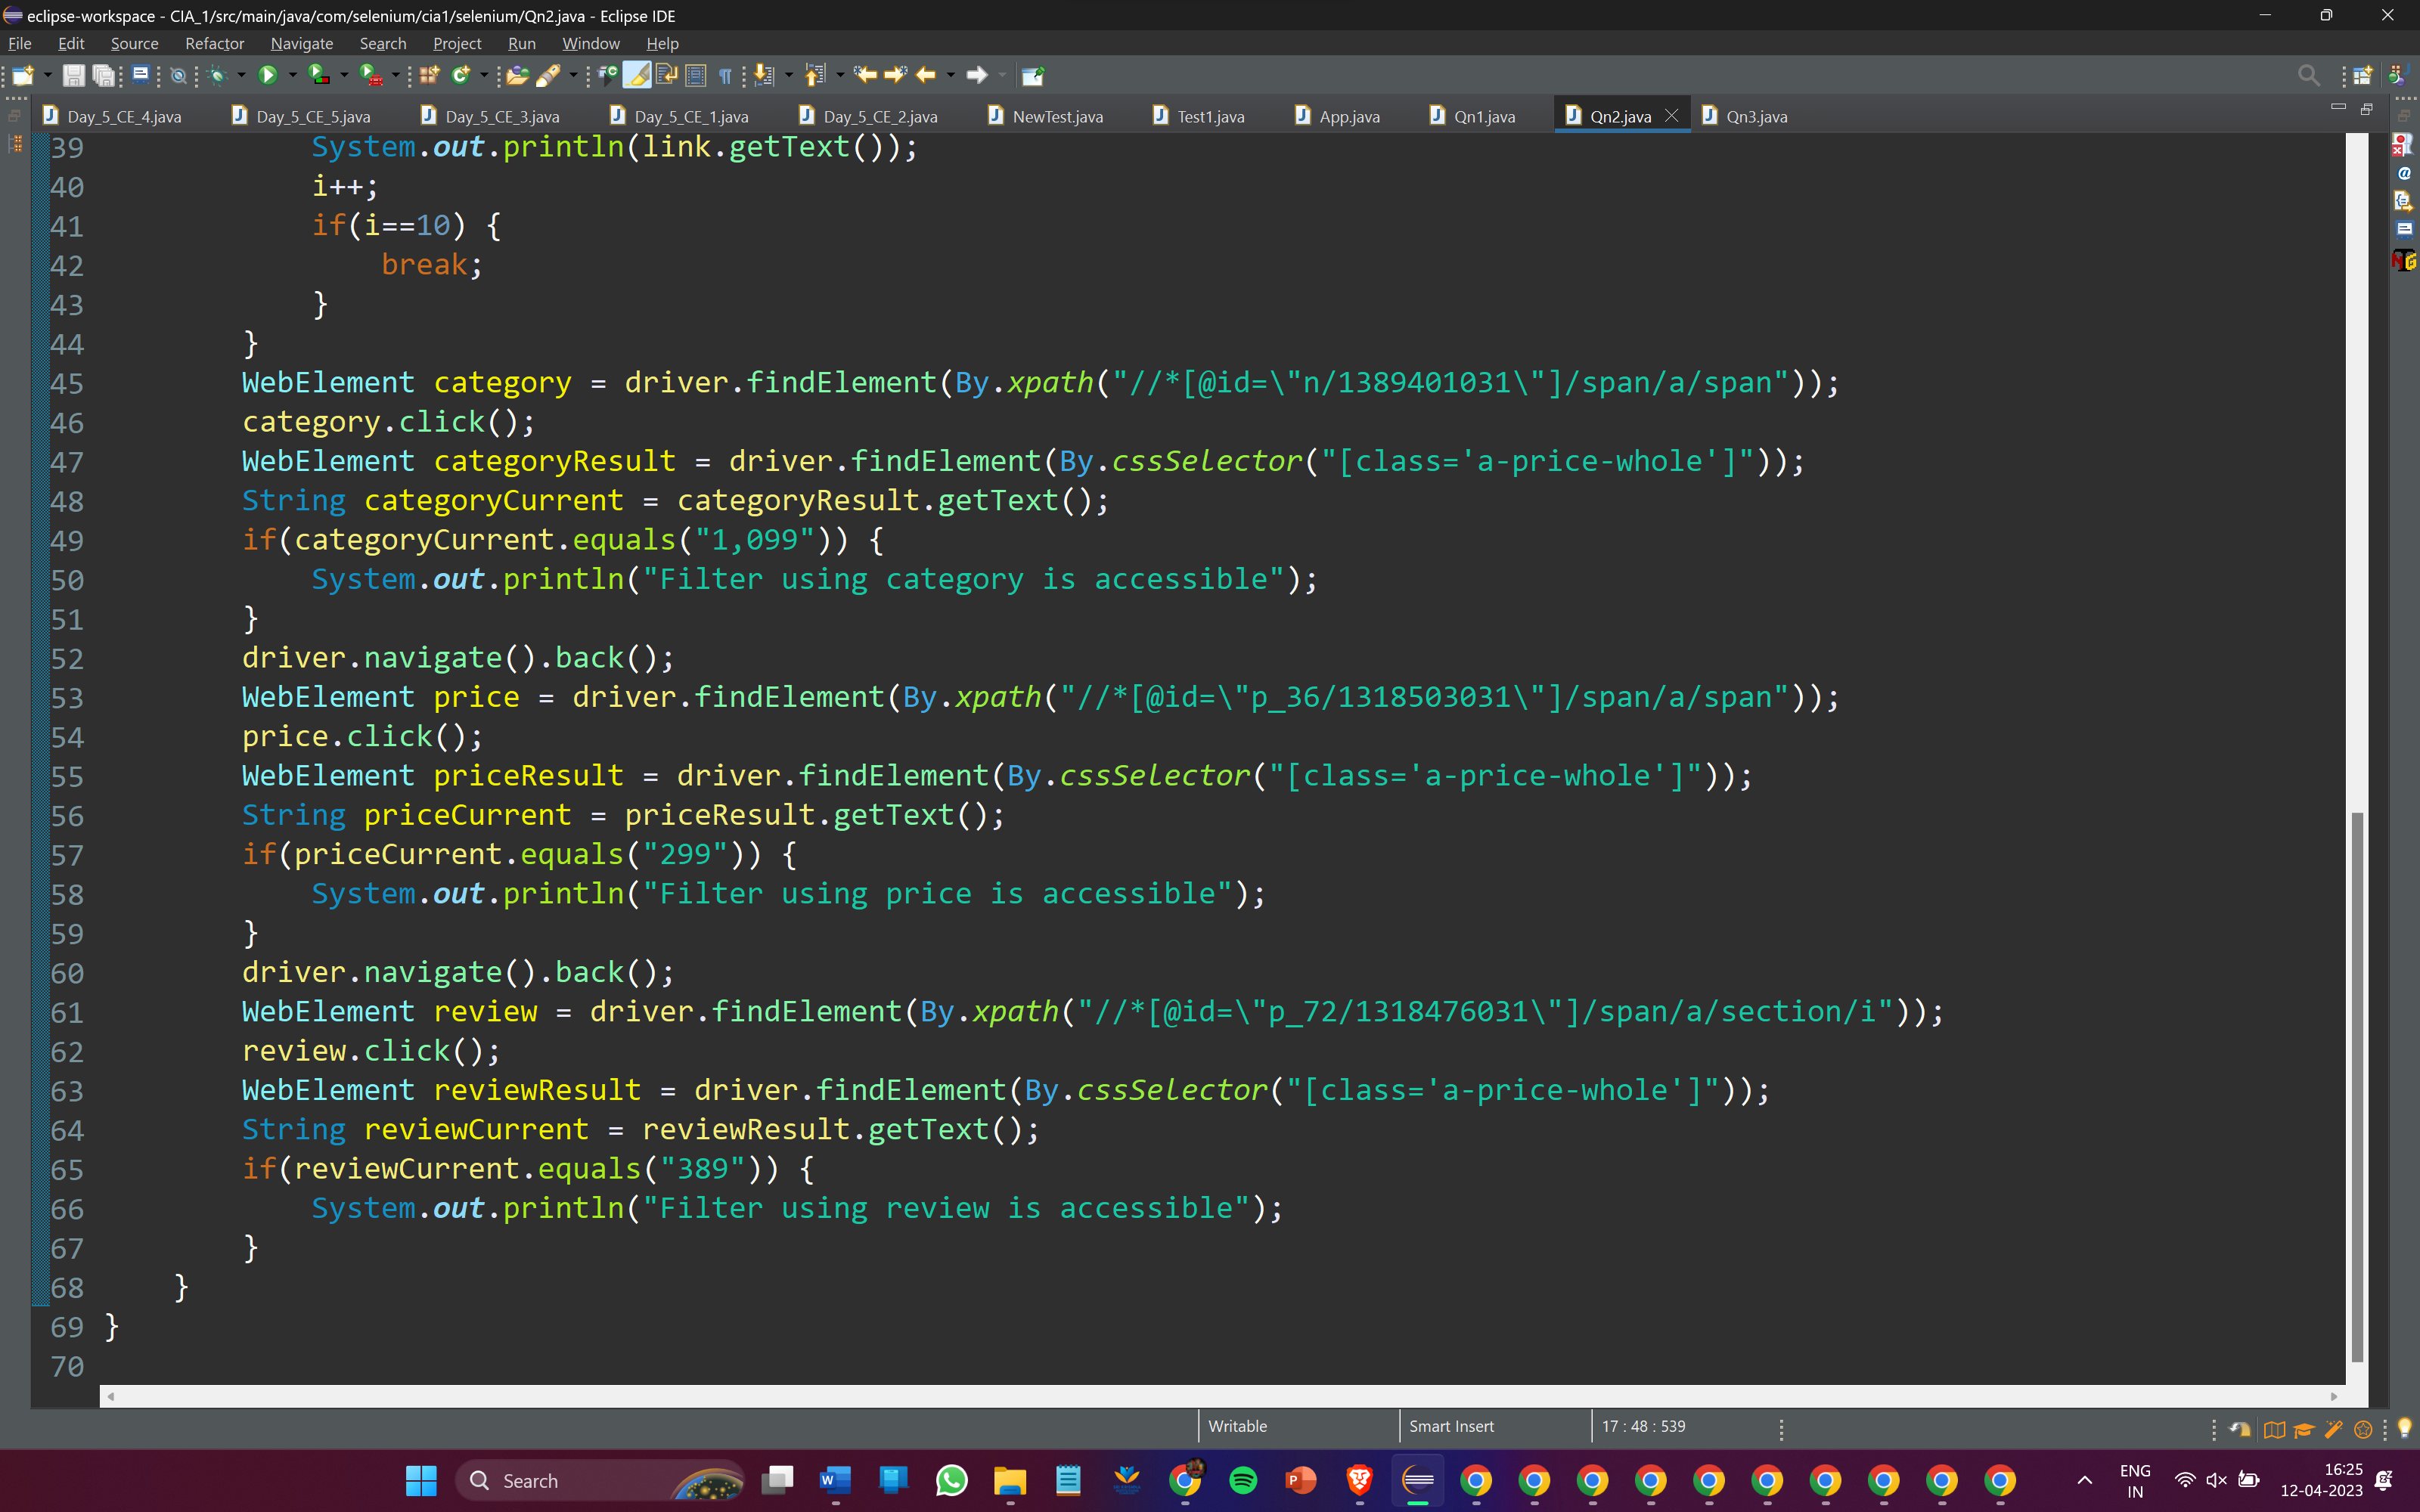 eclipse-workspace - CIA_1/src/main/java/com/selenium/cia1/selenium/Qn2.java - Eclipse IDE
File Edit Source Refactor Navigate Search Project Run Window Help
Day_5_CE_4.java Day_5_CE_5.java Day_5_CE_3.java Day_5_CE_1.java Day_5_CE_2.java NewTest.java Test1.java App.java Qn1.java Qn2.java Qn3.java
39 System.out.println(link.getText());
40 i++;
41 if(i==10) {
42 break;
43 }
44 }
45 WebElement category = driver.findElement(By.xpath("//*[@id=\"n/1389401031\"]/span/a/span"));
46 category.click();
47 WebElement categoryResult = driver.findElement(By.cssSelector("[class='a-price-whole']"));
48 String categoryCurrent = categoryResult.getText();
49 if(categoryCurrent.equals("1,099")) {
50 System.out.println("Filter using category is accessible");
51 }
52 driver.navigate().back();
53 WebElement price = driver.findElement(By.xpath("//*[@id=\"p_36/1318503031\"]/span/a/span"));
54 price.click();
55 WebElement priceResult = driver.findElement(By.cssSelector("[class='a-price-whole']"));
56 String priceCurrent = priceResult.getText();
57 if(priceCurrent.equals("299")) {
58 System.out.println("Filter using price is accessible");
59 }
60 driver.navigate().back();
61 WebElement review = driver.findElement(By.xpath("//*[@id=\"p_72/1318476031\"]/span/a/section/i"));
62 review.click();
63 WebElement reviewResult = driver.findElement(By.cssSelector("[class='a-price-whole']"));
64 String reviewCurrent = reviewResult.getText();
65 if(reviewCurrent.equals("389")) {
66 System.out.println("Filter using review is accessible");
67 }
68 }
69 }
70
Writable Smart Insert 17 : 48 : 539
Search
ENG
IN
16:25
12-04-2023